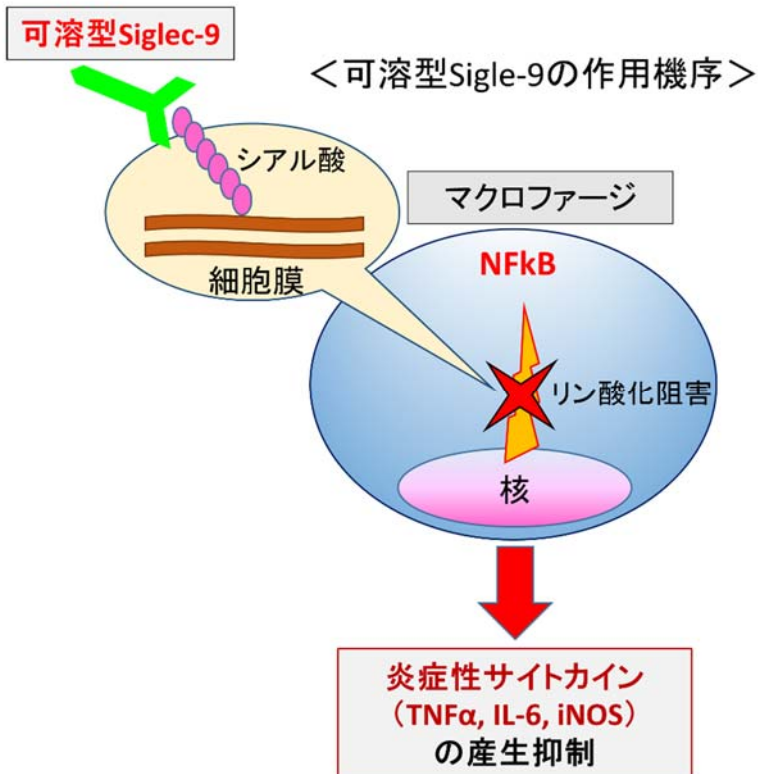 可溶型Siglec-9
＜可溶型Sigle-9の作用機序＞
シアル酸
細胞膜
マクロファージ
NFkB
リン酸化阻害
核
炎症性サイトカイン
（TNFα, IL-6, iNOS）
の産生抑制